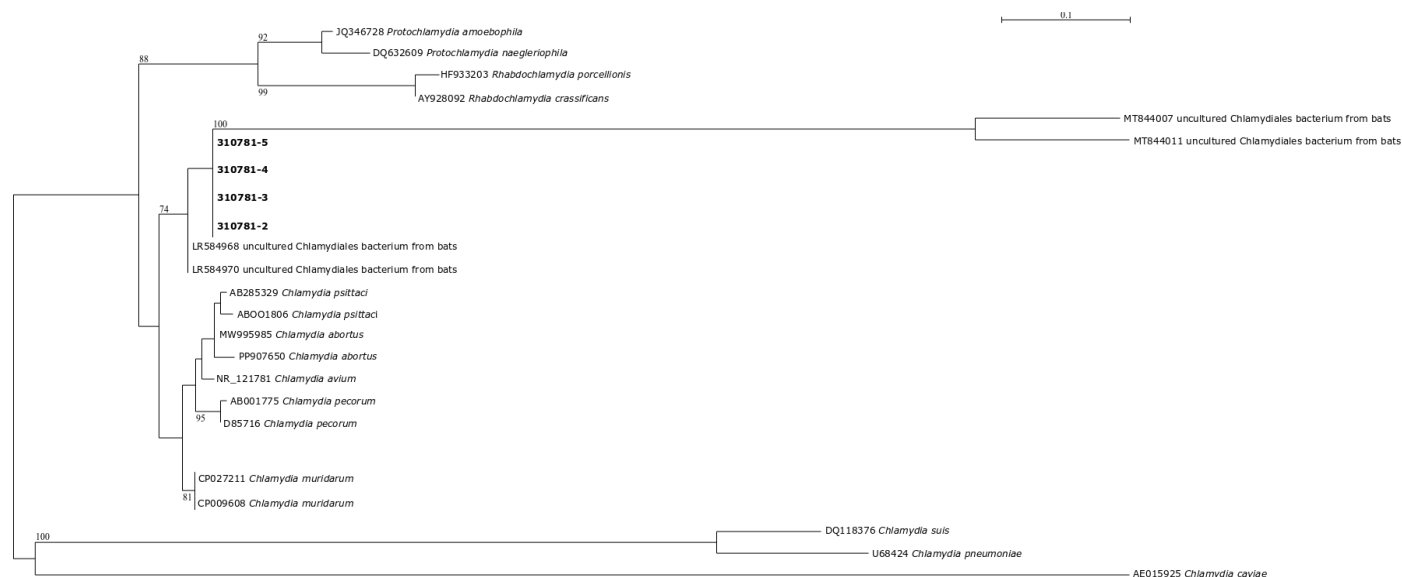 0.1
92
JQ346728 Protochlamydia amoebophila
DQ632609 Protochlamydia naegleriophila
88
HF933203 Rhabdochlamydia porcellionis
99
AY928092 Rhabdochlamydia crassificans
MT844007 uncultured Chlamydiales bacterium from bats
100
MT844011 uncultured Chlamydiales bacterium from bats
310781-5
310781-4
310781-3
74
310781-2
LR584968 uncultured Chlamydiales bacterium from bats
LR584970 uncultured Chlamydiales bacterium from bats
AB285329 Chlamydia psittaci
ABOO1806 Chlamydia psittaci
MW995985 Chlamydia abortus
PP907650 Chlamydia abortus
NR_121781 Chlamydia avium
AB001775 Chlamydia pecorum
95
D85716 Chlamydia pecorum
CP027211 Chlamydia muridarum
81
CP009608 Chlamydia muridarum
DQ118376 Chlamydia suis
100
U68424 Chlamydia pneumoniae
AE015925 Chlamydia caviae